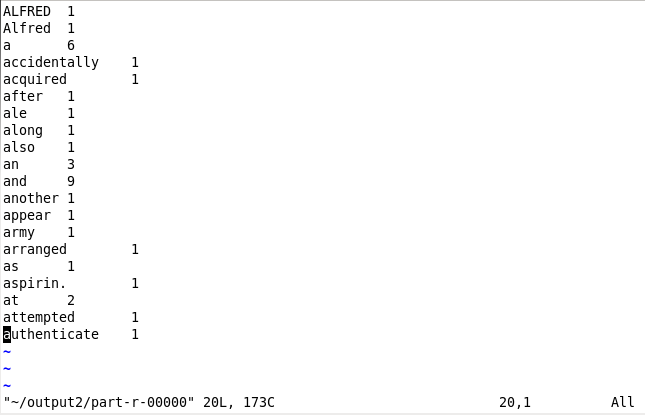 ALFRED	1
Alfred	1
a	6
accidentally	1
acquired	1
after	1
ale	1
along	1
also	1
an	3
and	9
another	1
appear	1
army	1
arranged	1
as	1
aspirin.	1
at	2
attempted	1
authenticate	1
~
~
~
"~/output2/part-r-00000" 20L, 173C	20,1	All